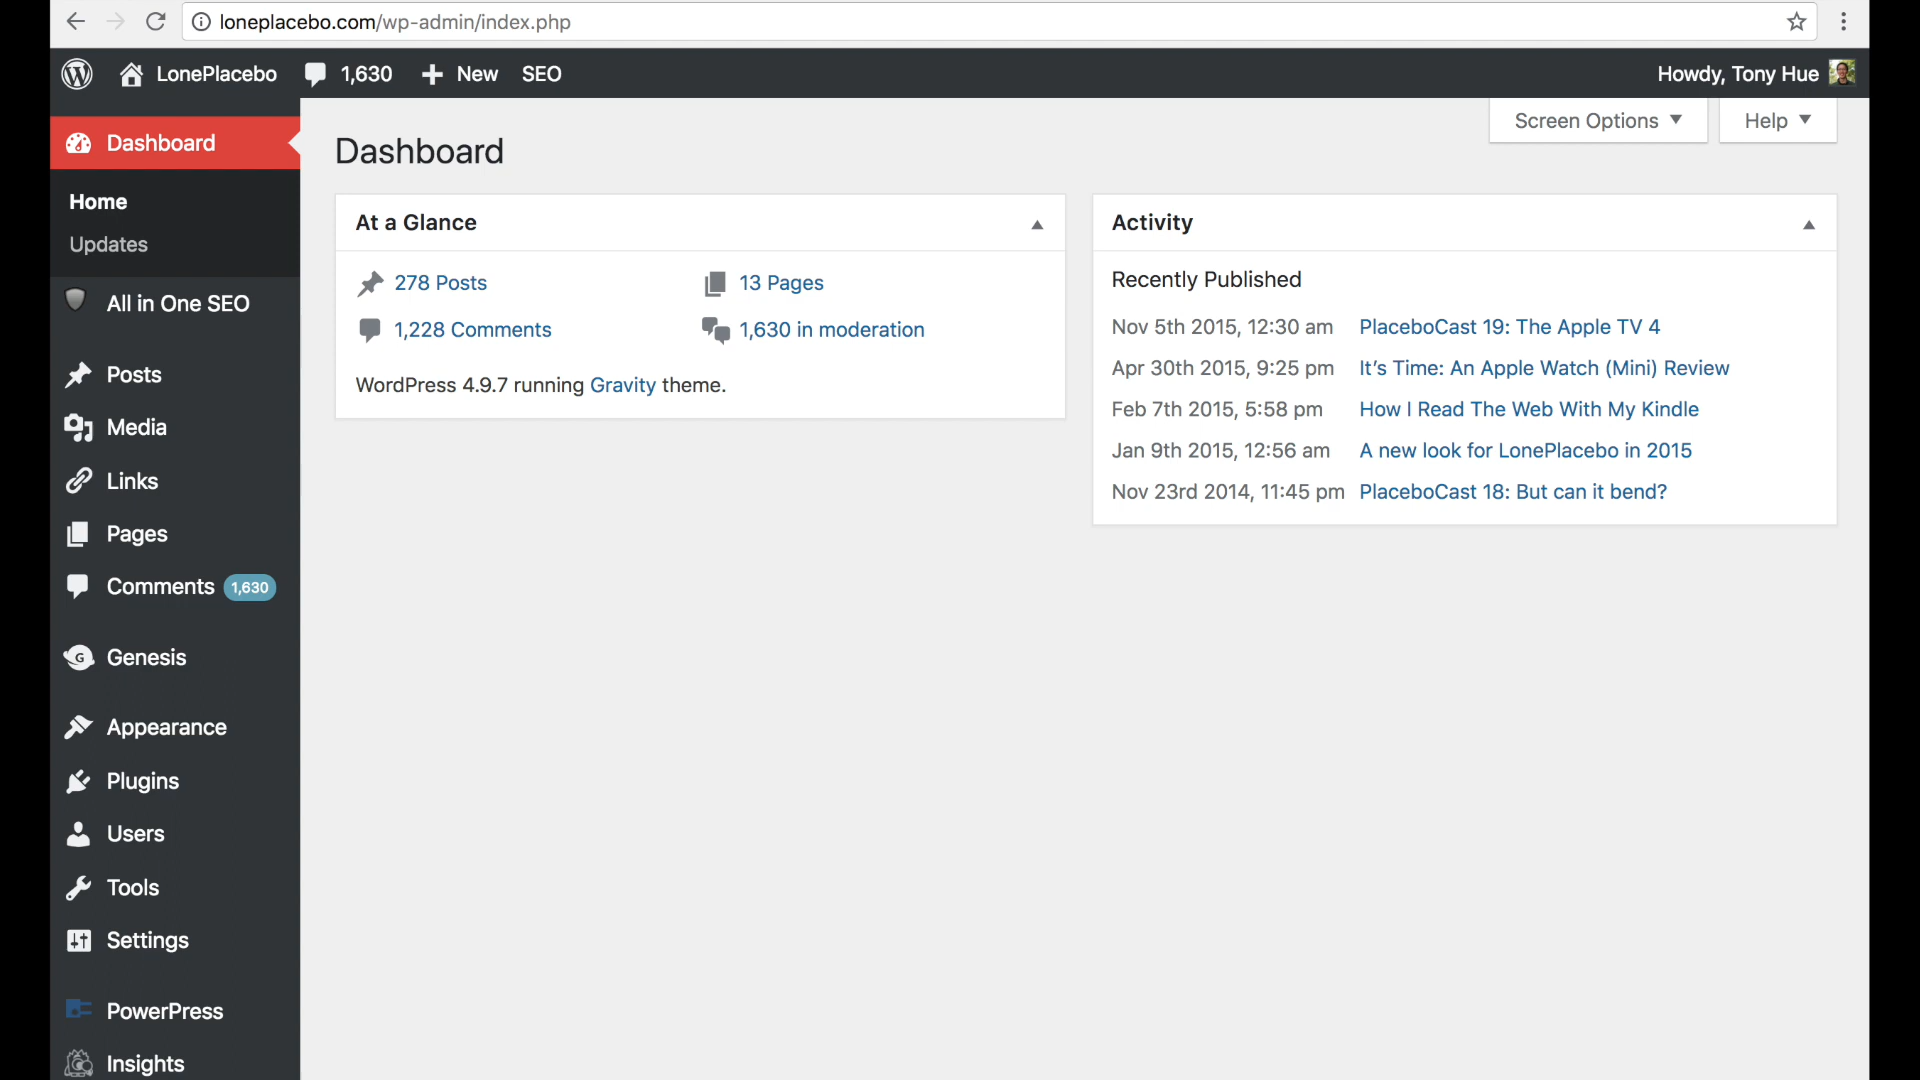 loneplacebo.com/wp-admin/index.php
LonePlacebo 1,630 New SEO Howdy, Tony Hue
Screen Options Help
Dashboard
Home
Updates
All in One SEO
Posts
Media
Links
Pages
Comments 1,630
Genesis
Appearance
Plugins
Users
Tools
Settings
PowerPress
Insights
Dashboard
At a Glance
278 Posts 13 Pages
1,228 Comments 1,630 in moderation
WordPress 4.9.7 running Gravity theme.
Activity
Recently Published
Nov 5th 2015, 12:30 am PlaceboCast 19: The Apple TV 4
Apr 30th 2015, 9:25 pm It’s Time: An Apple Watch (Mini) Review
Feb 7th 2015, 5:58 pm How I Read The Web With My Kindle
Jan 9th 2015, 12:56 am A new look for LonePlacebo in 2015
Nov 23rd 2014, 11:45 pm PlaceboCast 18: But can it bend?